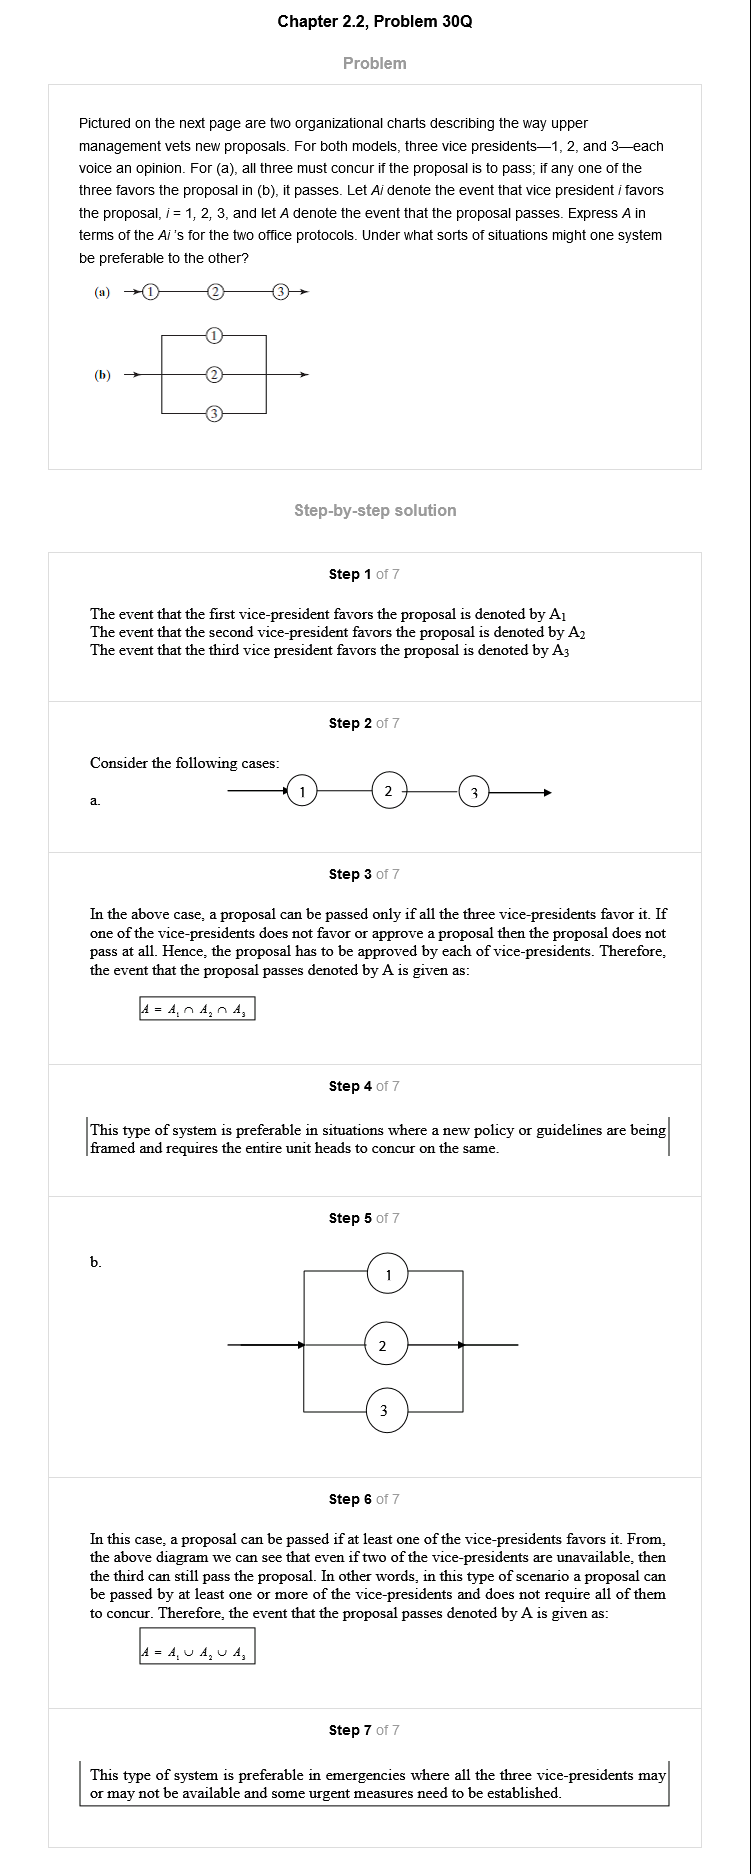 Chapter 2.2, Problem 30Q
Problem
Pictured on the next page are two organizational charts describing the way upper
management vets new proposals. For both models, three vice presidents—1, 2, and 3—each
voice an opinion. For (a), all three must concur if the proposal is to pass; if any one of the
three favors the proposal in (b), it passes. Let Ai denote the event that vice president i favors
the proposal, i = 1, 2, 3, and let A denote the event that the proposal passes. Express A in
terms of the Ai 's for the two office protocols. Under what sorts of situations might one system
be preferable to the other?
(a) 1 2 3
1
(b) 2
3
Step-by-step solution
Step 1 of 7
The event that the first vice-president favors the proposal is denoted by A₁
The event that the second vice-president favors the proposal is denoted by A₂
The event that the third vice president favors the proposal is denoted by A₃
Step 2 of 7
Consider the following cases:
1 2 3
a.
Step 3 of 7
In the above case, a proposal can be passed only if all the three vice-presidents favor it. If
one of the vice-presidents does not favor or approve a proposal then the proposal does not
pass at all. Hence, the proposal has to be approved by each of vice-presidents. Therefore,
the event that the proposal passes denoted by A is given as:
A = A₁ ∩ A₂ ∩ A₃
Step 4 of 7
This type of system is preferable in situations where a new policy or guidelines are being
framed and requires the entire unit heads to concur on the same.
Step 5 of 7
b.
1
2
3
Step 6 of 7
In this case, a proposal can be passed if at least one of the vice-presidents favors it. From,
the above diagram we can see that even if two of the vice-presidents are unavailable, then
the third can still pass the proposal. In other words, in this type of scenario a proposal can
be passed by at least one or more of the vice-presidents and does not require all of them
to concur. Therefore, the event that the proposal passes denoted by A is given as:
A = A₁ ∪ A₂ ∪ A₃
Step 7 of 7
This type of system is preferable in emergencies where all the three vice-presidents may
or may not be available and some urgent measures need to be established.